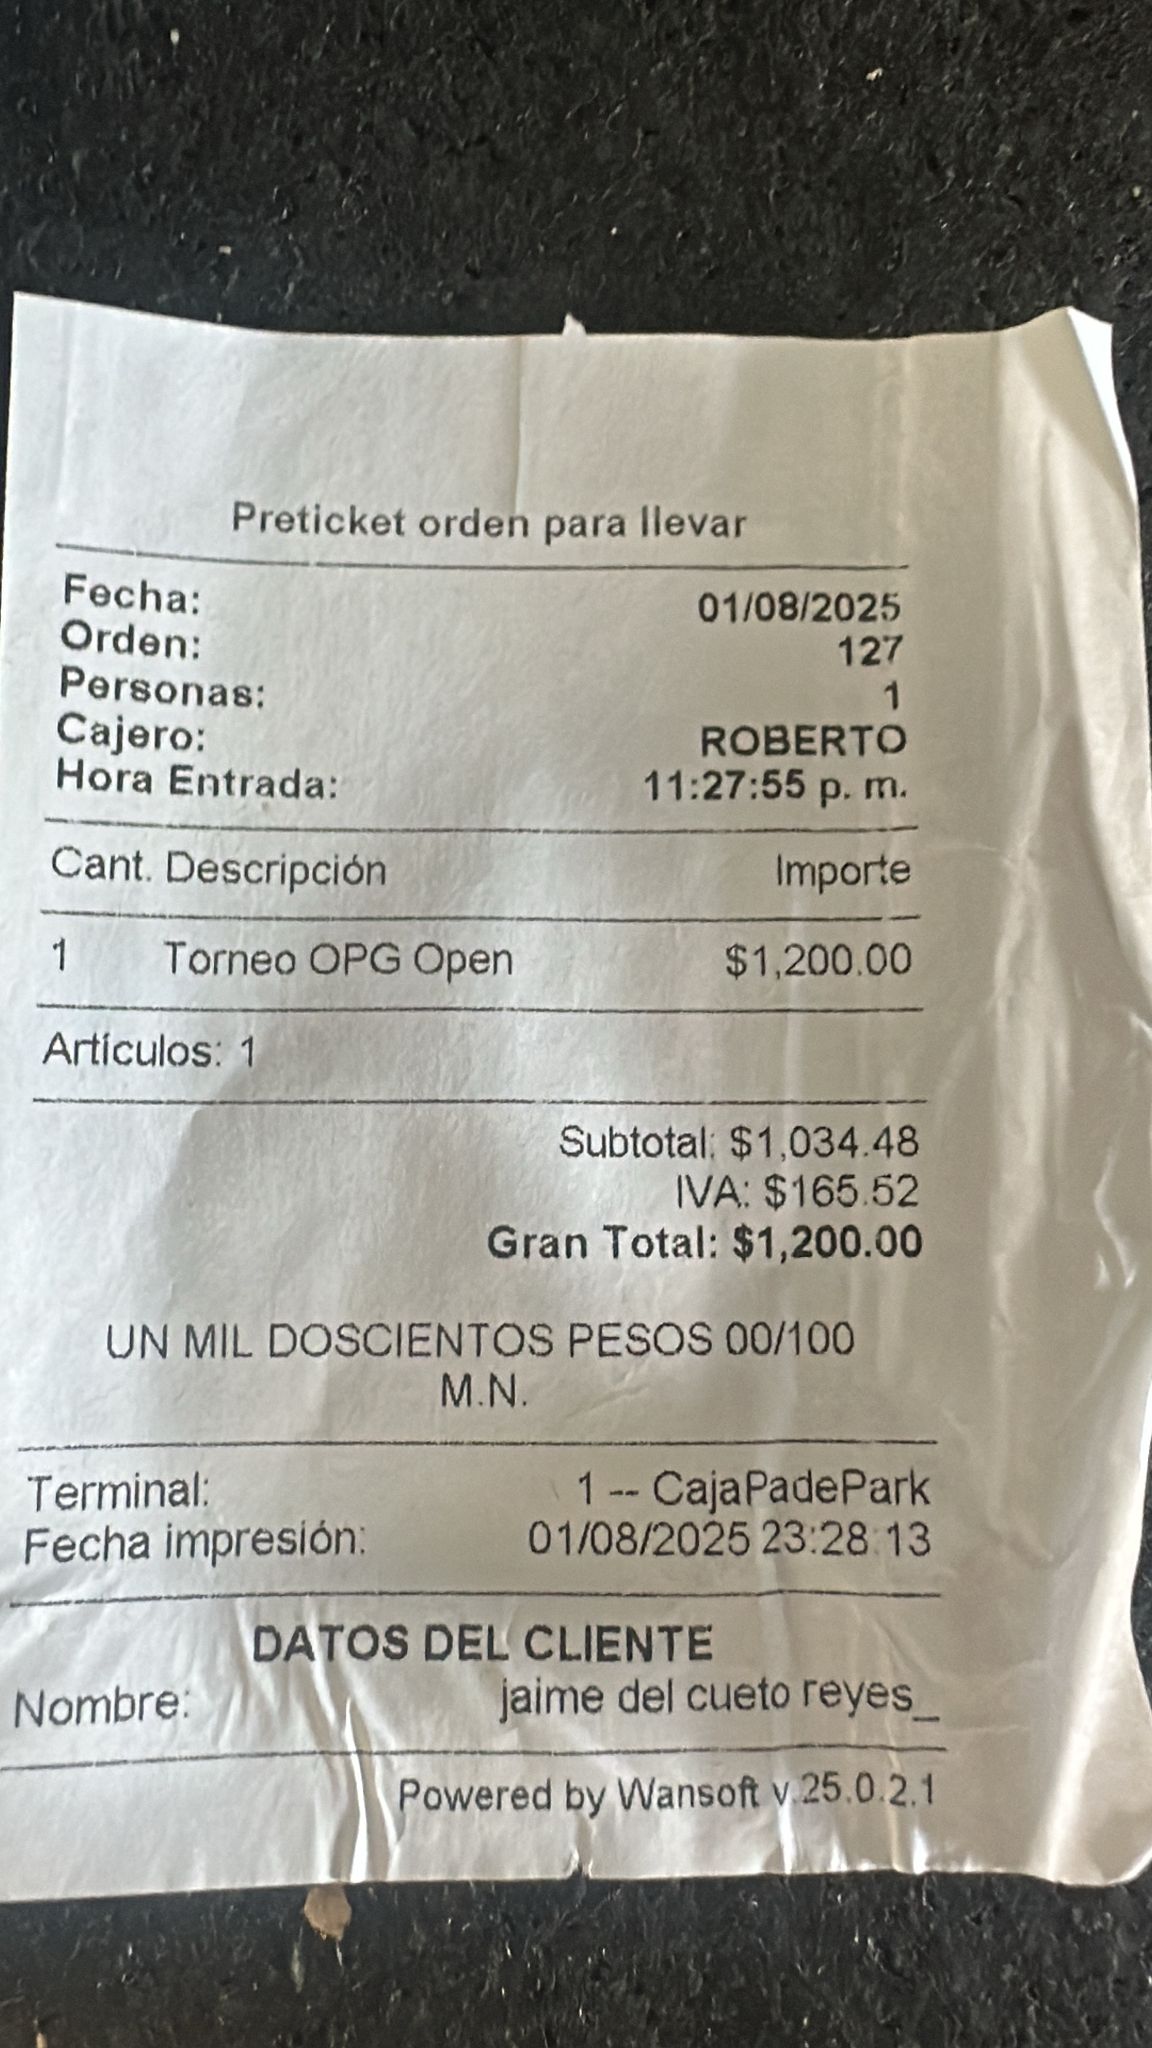 Preticket orden para llevar
Fecha: 01/08/2025
Orden: 127
Personas: 1
Cajero: ROBERTO
Hora Entrada: 11:27:55 p. m.
Cant. Descripción Importe
1 Torneo OPG Open $1,200.00
Artículos: 1
Subtotal: $1,034.48
IVA: $165.52
Gran Total: $1,200.00
UN MIL DOSCIENTOS PESOS 00/100
M.N.
Terminal: 1 -- CajaPadePark
Fecha impresión: 01/08/2025 23:28:13
DATOS DEL CLIENTE
Nombre: jaime del cueto reyes_
Powered by Wansoft v.25.0.2.1